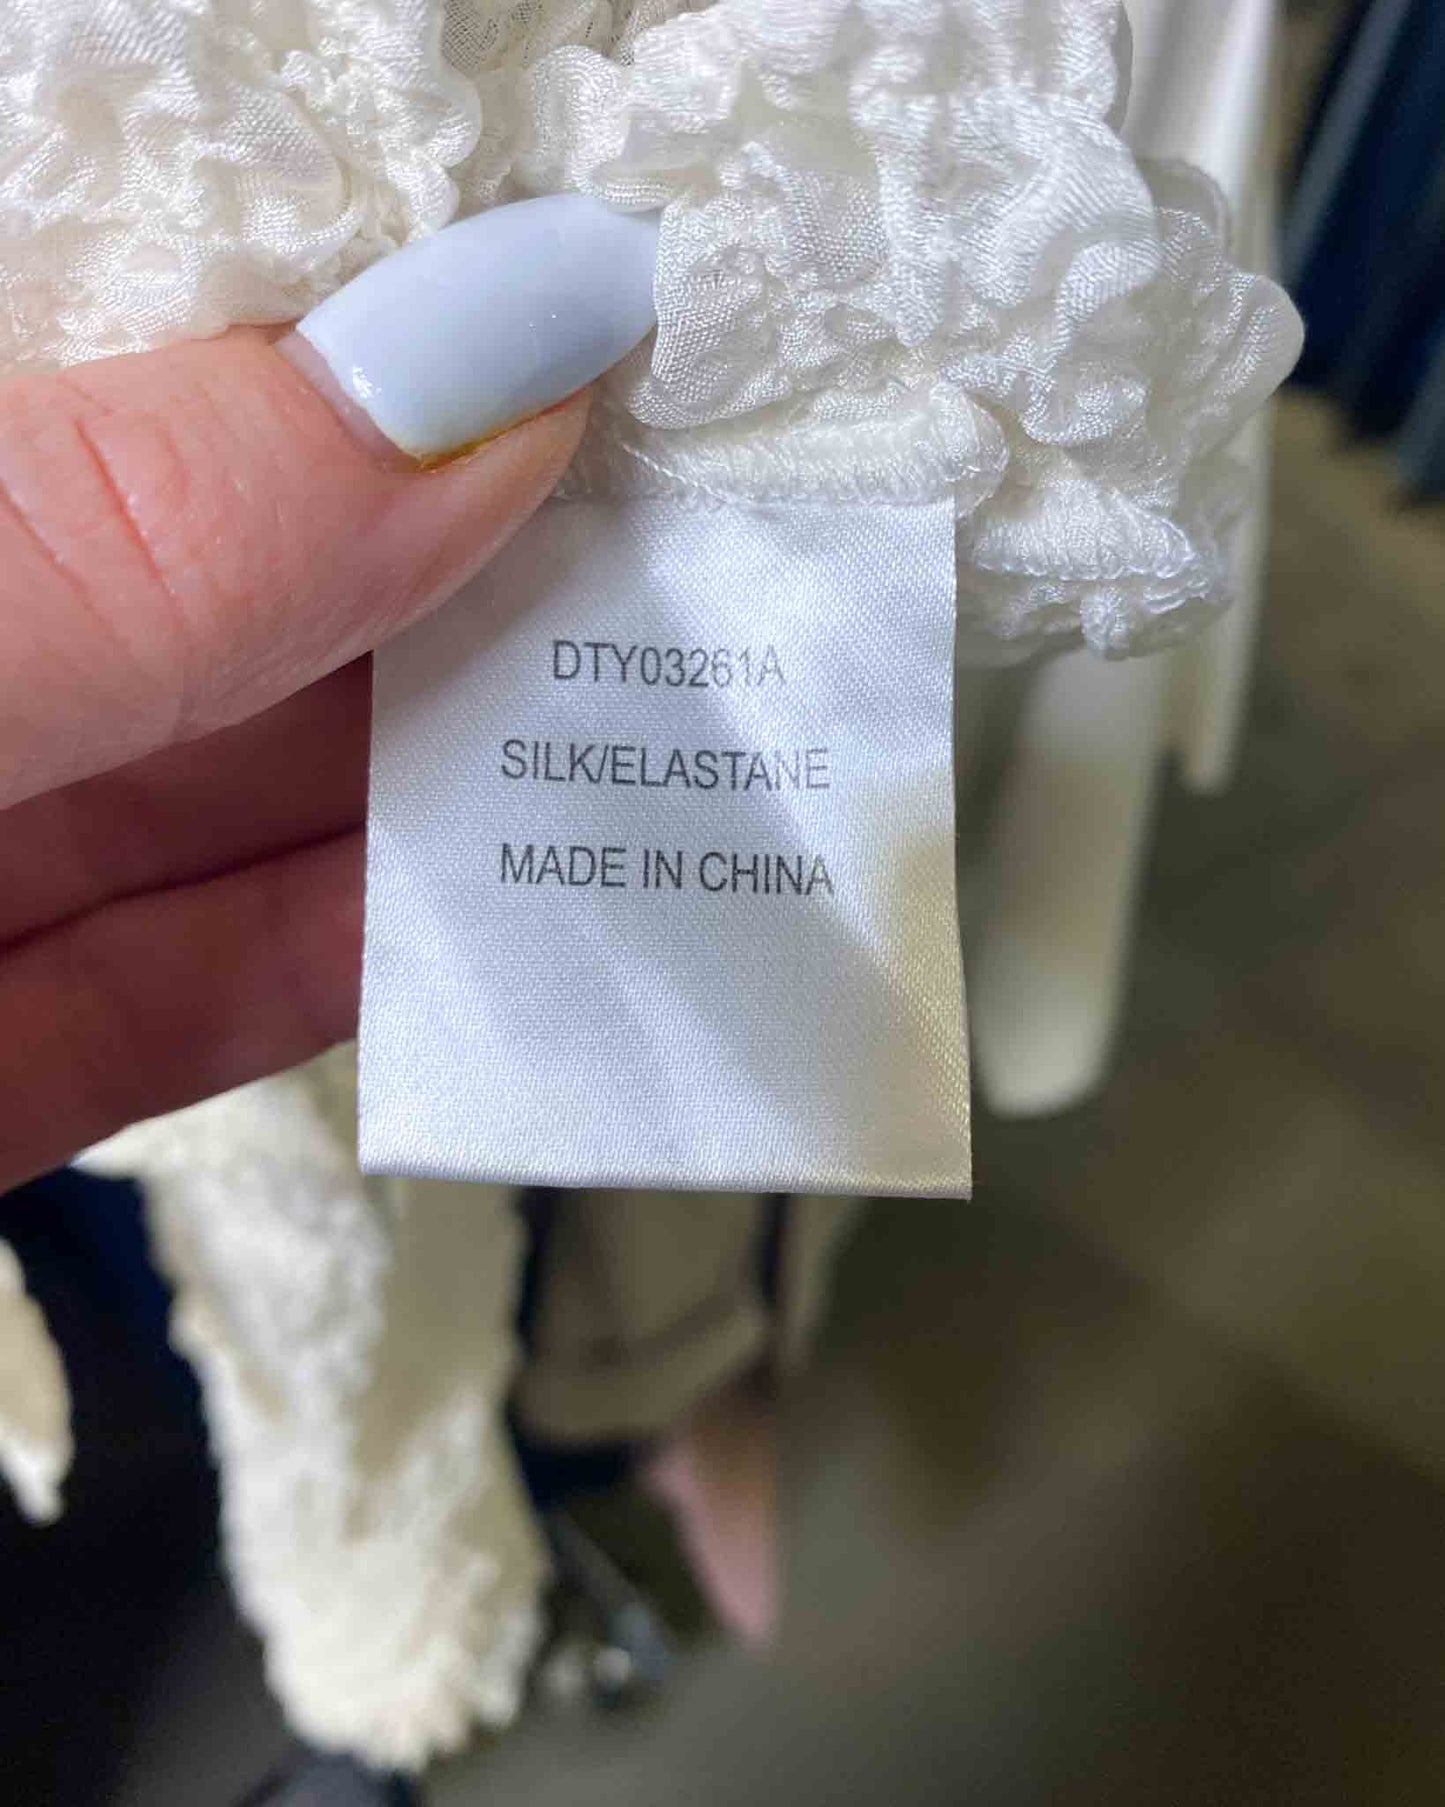 DTY03261A
SILK/ELASTANE
MADE IN CHINA